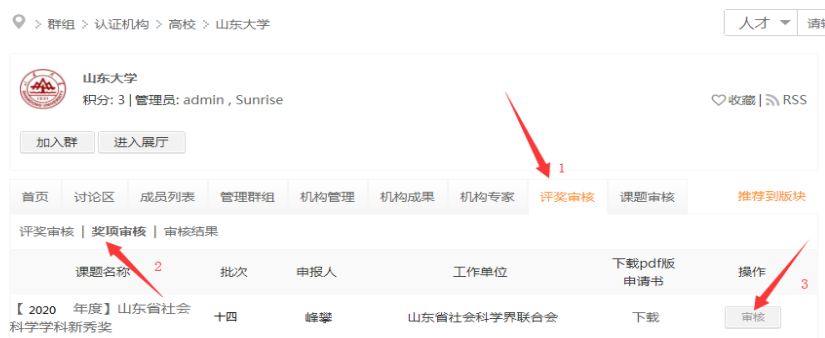 > 群组 > 认证机构 > 高校 > 山东大学
人才
山东大学
积分: 3 | 管理员: admin , Sunrise
收藏 | RSS
加入群 进入展厅
1
首页 讨论区 成员列表 管理群组 机构管理 机构成果 机构专家 评奖审核 课题审核 推荐到版块
评奖审核 | 奖项审核 | 审核结果
2
课题名称 批次 申报人 工作单位 下载pdf版 操作
申请书
3
【 2020 年度】山东省社会
科学学科新秀奖
十四 峰攀 山东省社会科学界联合会 下载 审核